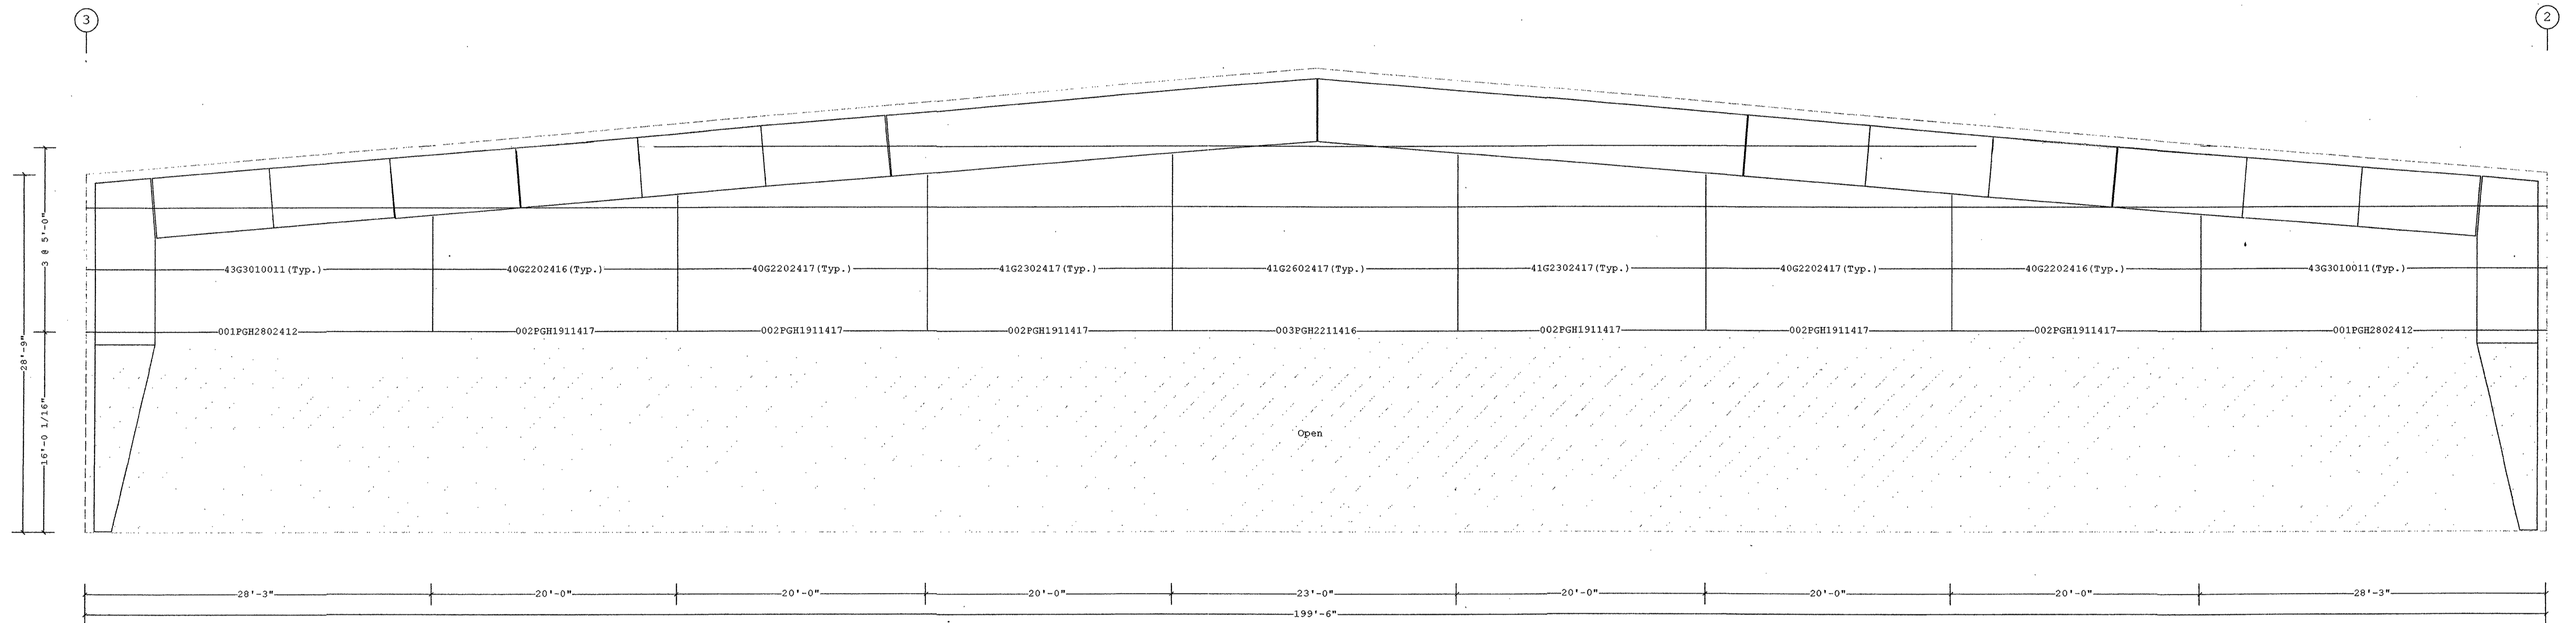 3
2
3 @ 5'-0"
43G3010011(Typ.)
40G2202416(Typ.)
40G2202417(Typ.)
41G2302417(Typ.)
41G2602417(Typ.)
41G2302417(Typ.)
40G2202417(Typ.)
40G2202416(Typ.)
43G3010011(Typ.)
001PGH2802412
002PGH1911417
002PGH1911417
002PGH1911417
003PGH2211416
002PGH1911417
002PGH1911417
002PGH1911417
001PGH2802412
28'-9"
16'-0 1/16"
Open
28'-3"
20'-0"
20'-0"
20'-0"
23'-0"
20'-0"
20'-0"
20'-0"
28'-3"
199'-6"